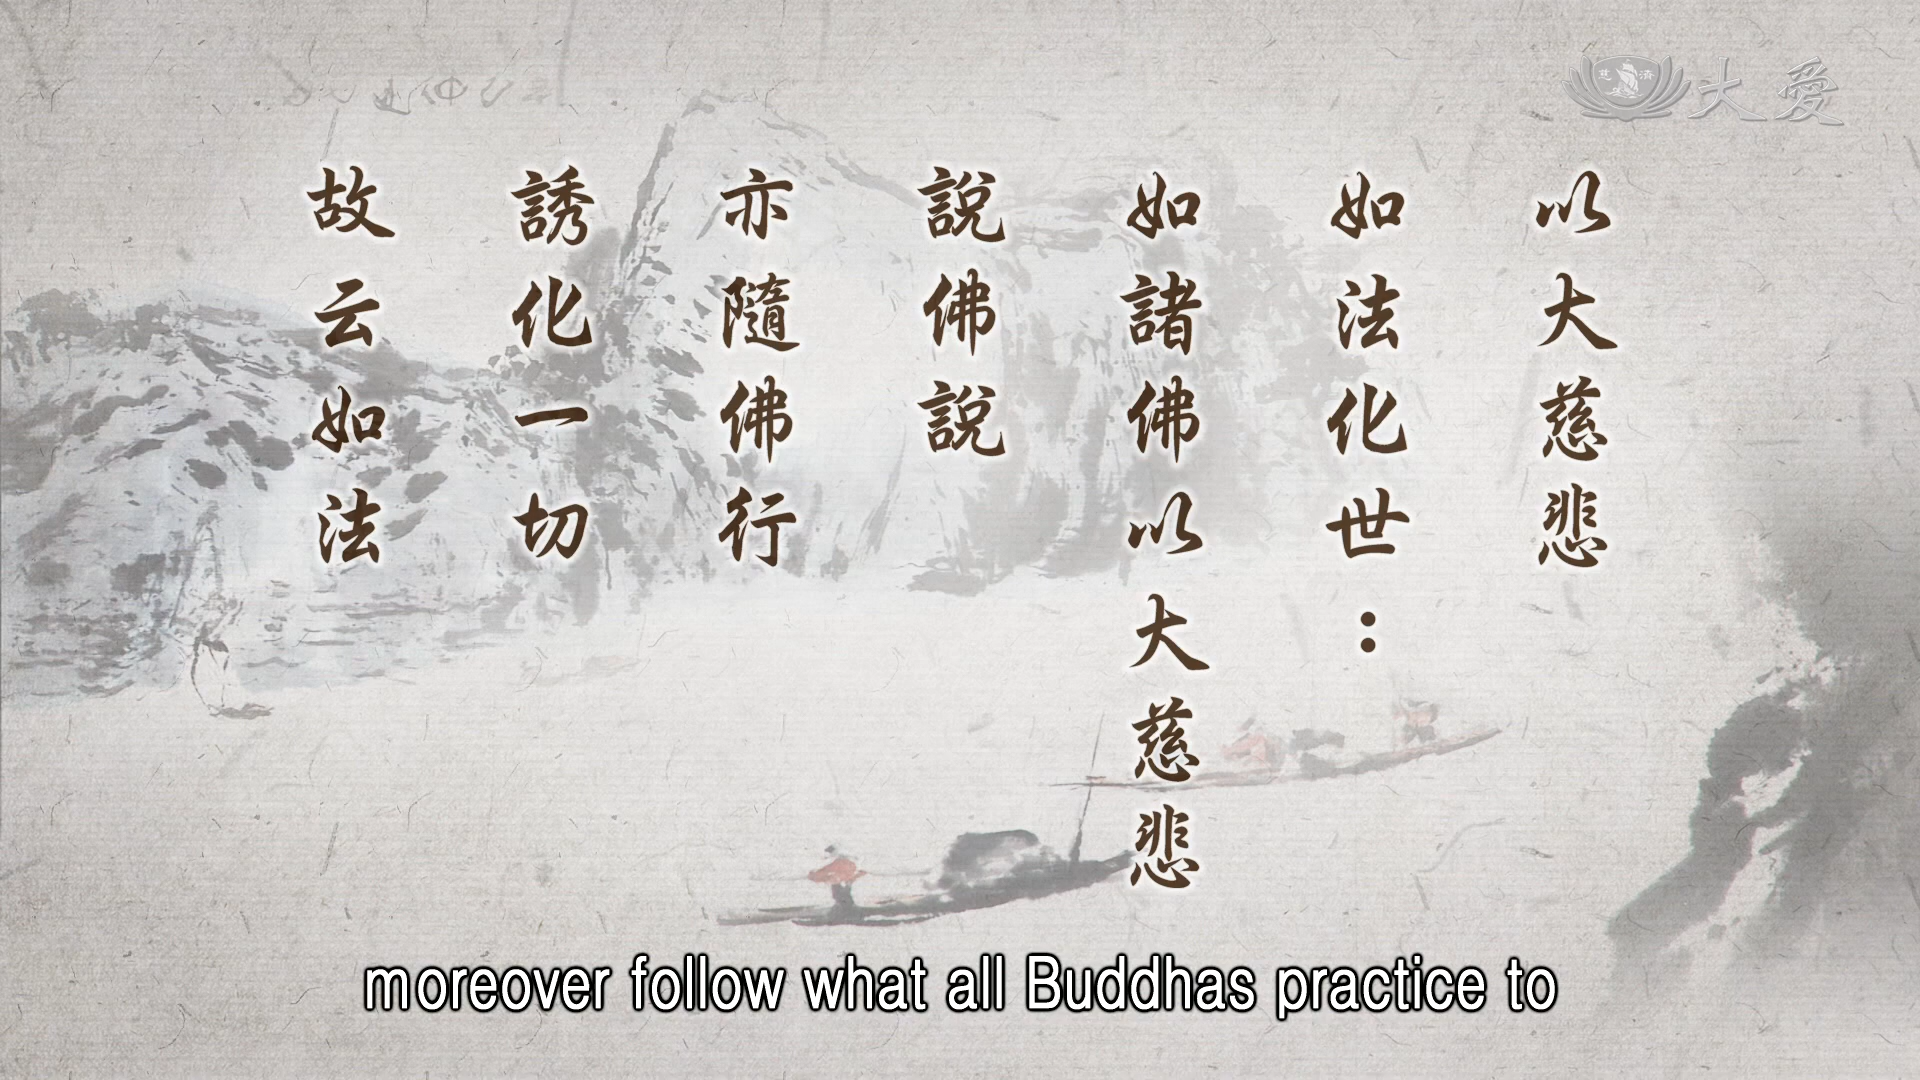 以大慈悲
如法化世：
如諸佛以大慈悲
說佛說
亦隨佛行
誘化一切
故云如法
moreover follow what all Buddhas practice to
慈濟
大愛